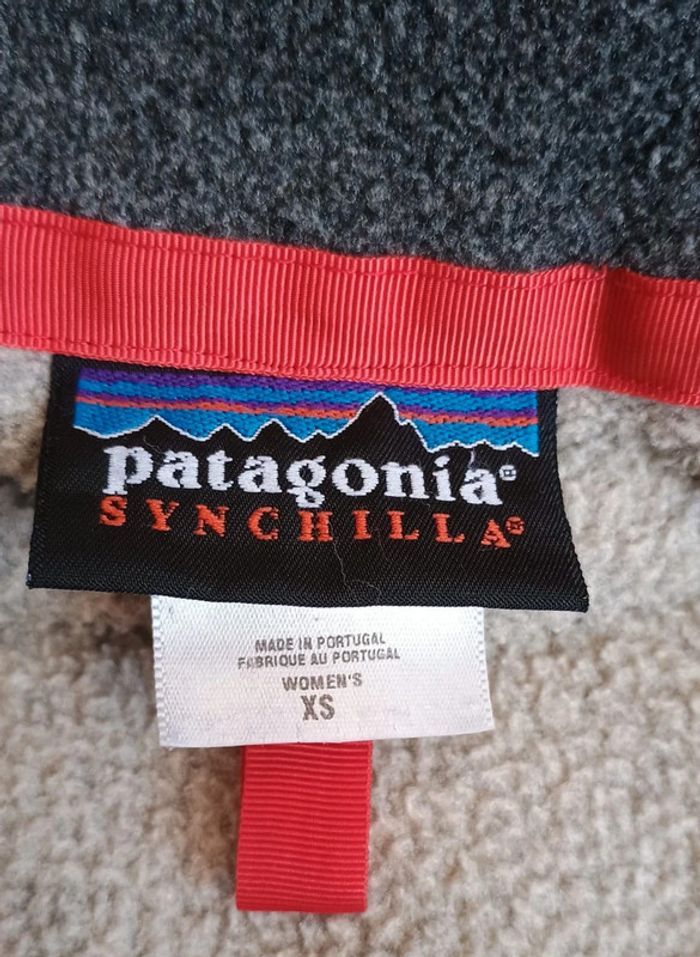 patagonia®
SYNCHILLA®
MADE IN PORTUGAL
FABRIQUE AU PORTUGAL
WOMEN'S
XS